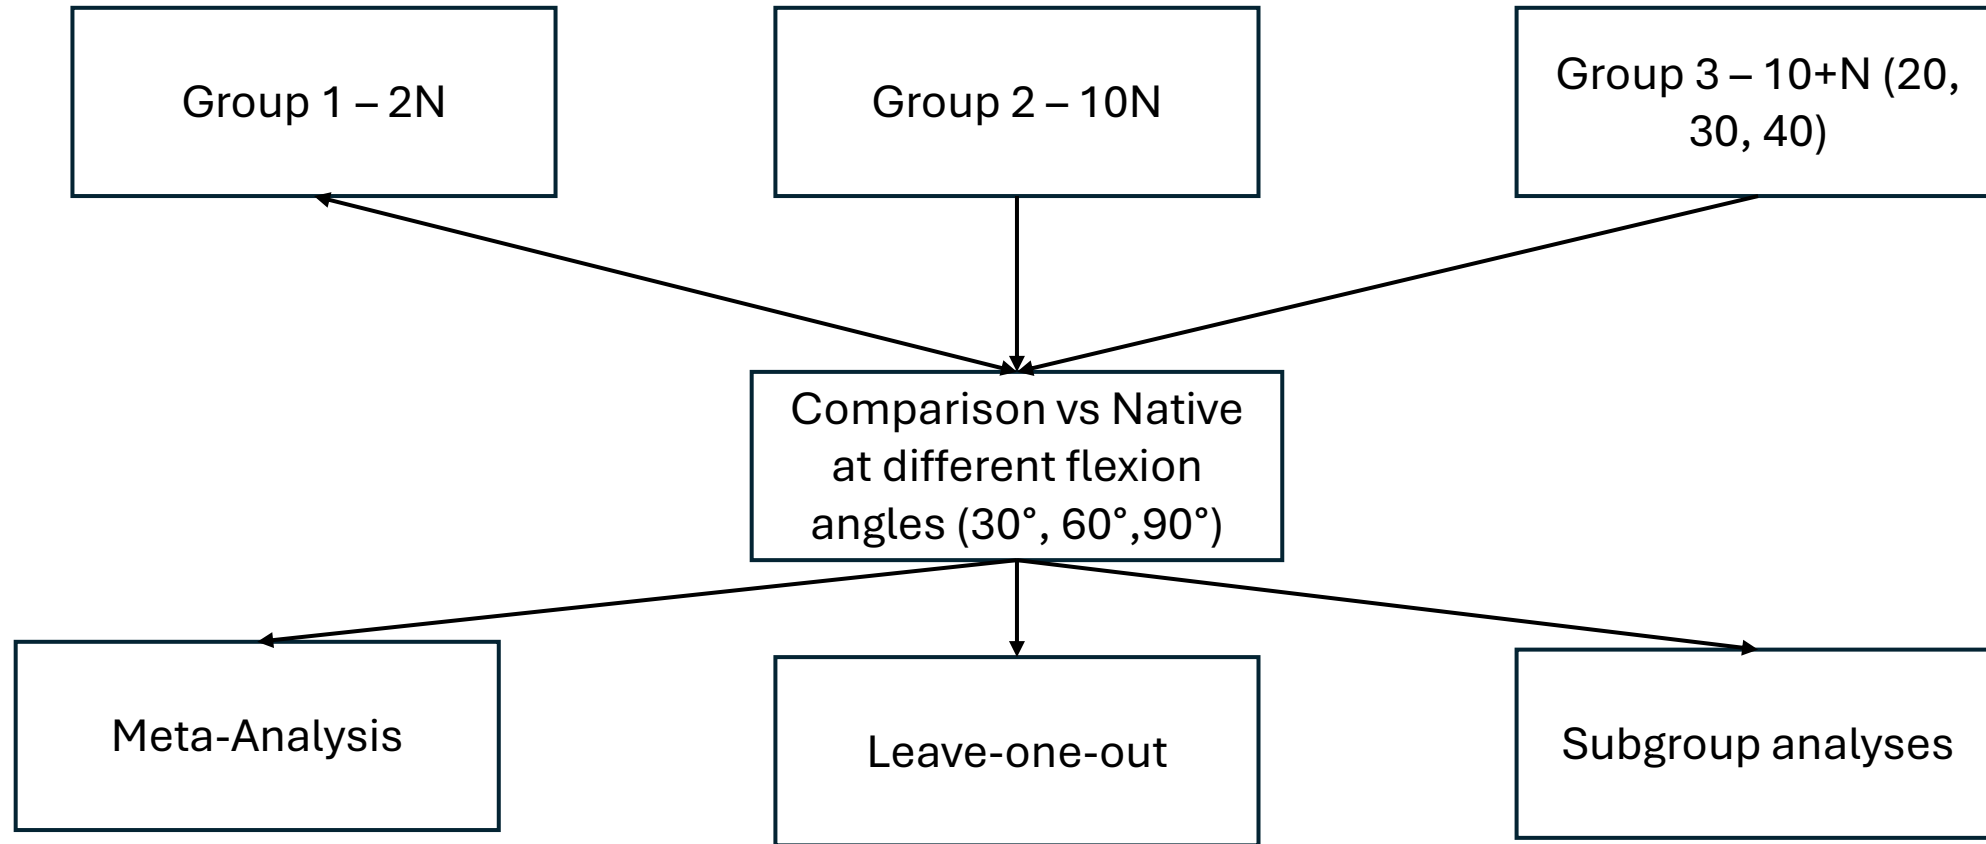 Group 1 – 2N
Group 2 – 10N
Group 3 – 10+N (20,
30, 40)
Comparison vs Native
at different flexion
angles (30°, 60°,90°)
Meta-Analysis
Leave-one-out
Subgroup analyses